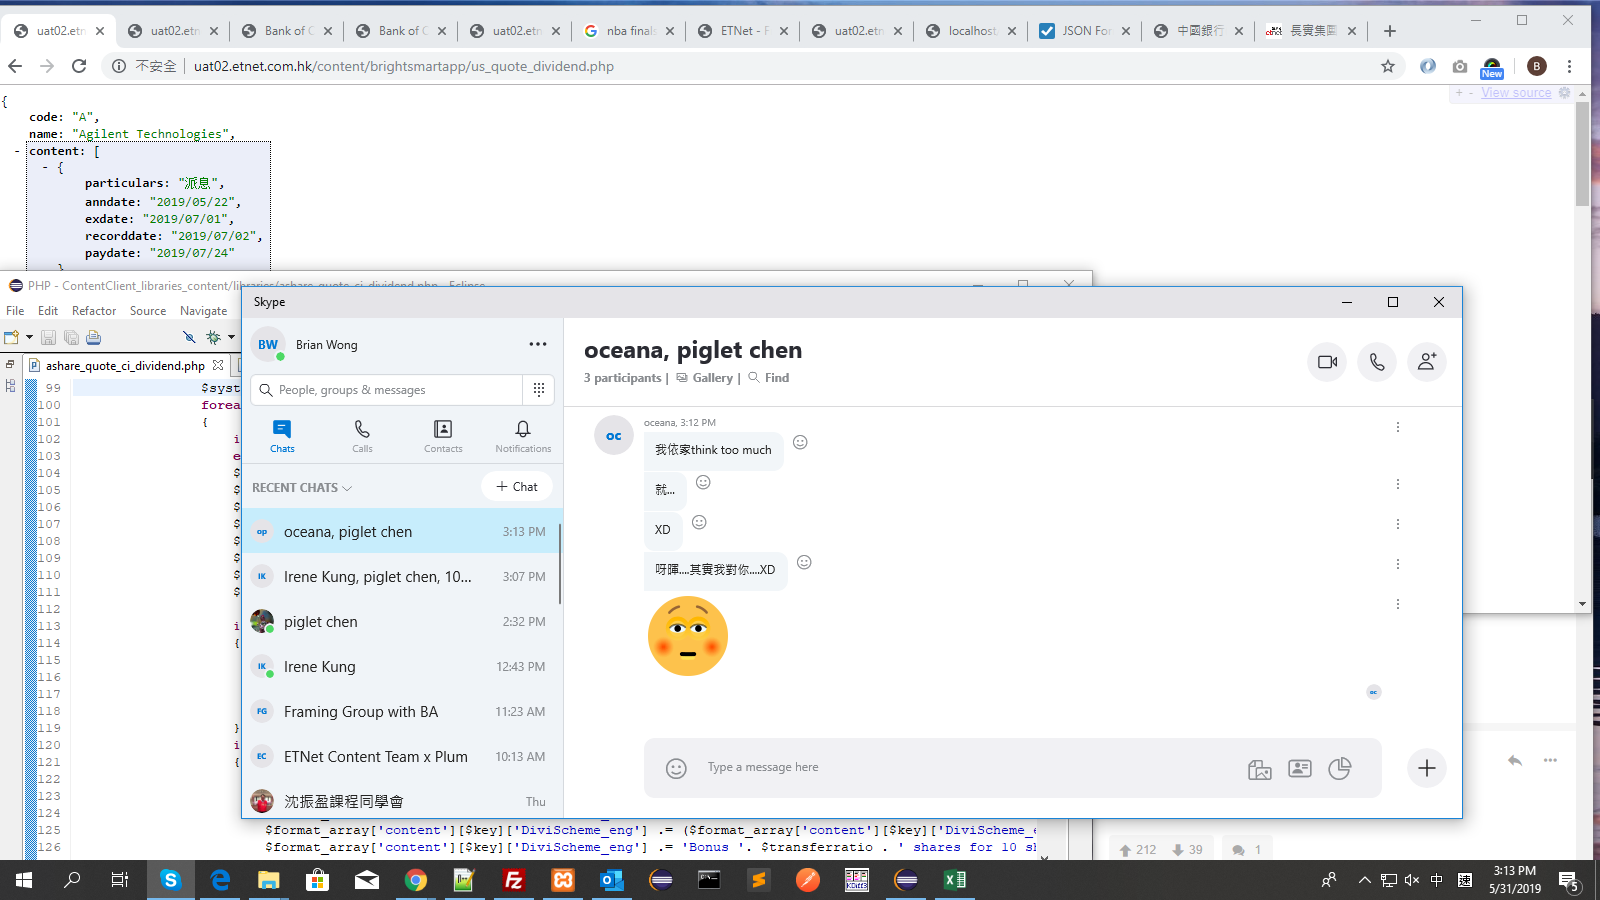 uat02.etn
uat02.etn
Bank of C
Bank of C
uat02.etn
nba finals
ETNet - F
uat02.etn
localhost
JSON For
中國銀行
長實集團
不安全
uat02.etnet.com.hk/content/brightsmartapp/us_quote_dividend.php
New
B
+ - View source
{
code: "A",
name: "Agilent Technologies",
- content: [
- {
particulars: "派息",
anndate: "2019/05/22",
exdate: "2019/07/01",
recorddate: "2019/07/02",
paydate: "2019/07/24"
}
PHP - ContentClient_libraries_content/libraries/ashare_quote_ci_dividend.php - Eclipse
File Edit Refactor Source Navigate
ashare_quote_ci_dividend.php
99 $syst
100 forea
101 {
102 i
103 e
104 $
105 $
106 $
107 $
108 $
109 $
110 $
111 $
112
113 i
114 {
115
116
117
118
119 }
120 i
121 {
122
123
124
125 $format_array['content'][$key]['DiviScheme_eng'] .= ($format_array['content'][$key]['DiviScheme_e
126 $format_array['content'][$key]['DiviScheme_eng'] .= 'Bonus '. $transferratio . ' shares for 10 sh
Skype
BW
Brian Wong
People, groups & messages
Chats
Calls
Contacts
Notifications
RECENT CHATS
+ Chat
op
oceana, piglet chen
3:13 PM
IK
Irene Kung, piglet chen, 10...
3:07 PM
piglet chen
2:32 PM
IK
Irene Kung
12:43 PM
FG
Framing Group with BA
11:23 AM
EC
ETNet Content Team x Plum
10:13 AM
沈振盈課程同學會
Thu
oceana, piglet chen
3 participants | Gallery | Find
OC
oceana, 3:12 PM
我依家think too much
就...
XD
呀暉....其實我對你....XD
oc
Type a message here
212
39
1
KDiff3
中
3:13 PM
5/31/2019
5